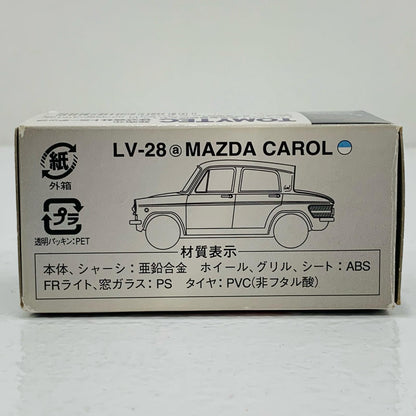 TOMYTEC
LV-28 ⓐ MAZDA CAROL
紙
外箱
プラ
透明パッキン:PET
材質表示
本体、シャーシ:亜鉛合金 ホイール、グリル、シート:ABS
FRライト、窓ガラス:PS タイヤ:PVC(非フタル酸)